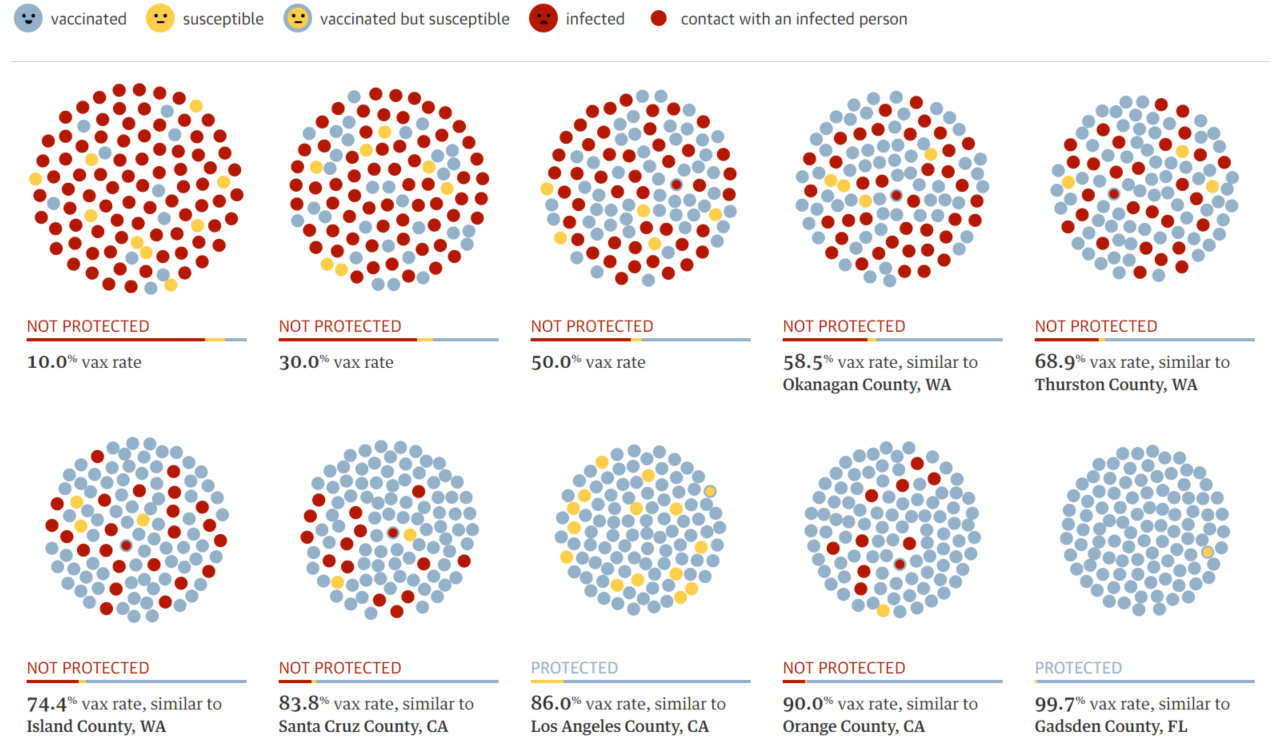 vaccinated
susceptible
vaccinated but susceptible
infected
contact with an infected person
NOT PROTECTED
10.0% vax rate
NOT PROTECTED
30.0% vax rate
NOT PROTECTED
50.0% vax rate
NOT PROTECTED
58.5% vax rate, similar to
Okanagan County, WA
NOT PROTECTED
68.9% vax rate, similar to
Thurston County, WA
NOT PROTECTED
74.4% vax rate, similar to
Island County, WA
NOT PROTECTED
83.8% vax rate, similar to
Santa Cruz County, CA
PROTECTED
86.0% vax rate, similar to
Los Angeles County, CA
NOT PROTECTED
90.0% vax rate, similar to
Orange County, CA
PROTECTED
99.7% vax rate, similar to
Gadsden County, FL